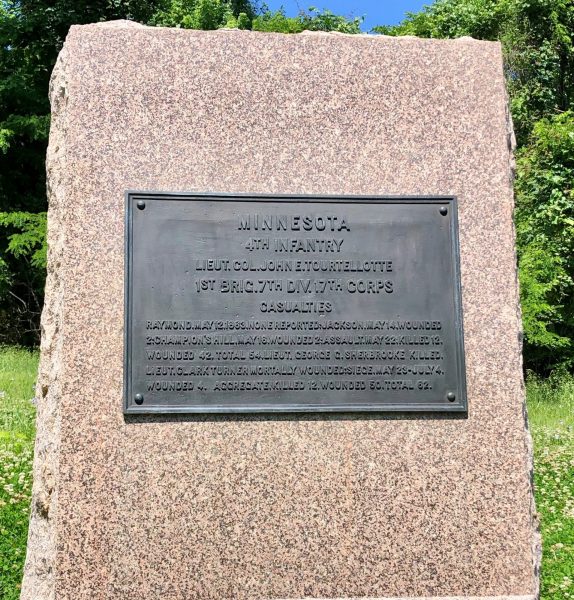 MINNESOTA
4TH INFANTRY
LIEUT. COL. JOHN E. TOURTELLOTTE
1ST BRIG. 7TH DIV. 17TH CORPS
CASUALTIES
RAYMOND, MAY 12, 1863, NONE REPORTED: JACKSON, MAY 14, WOUNDED
2: CHAMPION'S HILL, MAY 16, WOUNDED 2: ASSAULT, MAY 22: KILLED 12,
WOUNDED 42, TOTAL 54, LIEUT. GEORGE G. SHERBROOKE KILLED,
LIEUT. CLARK TURNER MORTALLY WOUNDED: SIEGE, MAY 23-JULY 4,
WOUNDED 4. AGGREGATE, KILLED 12, WOUNDED 50, TOTAL 62.